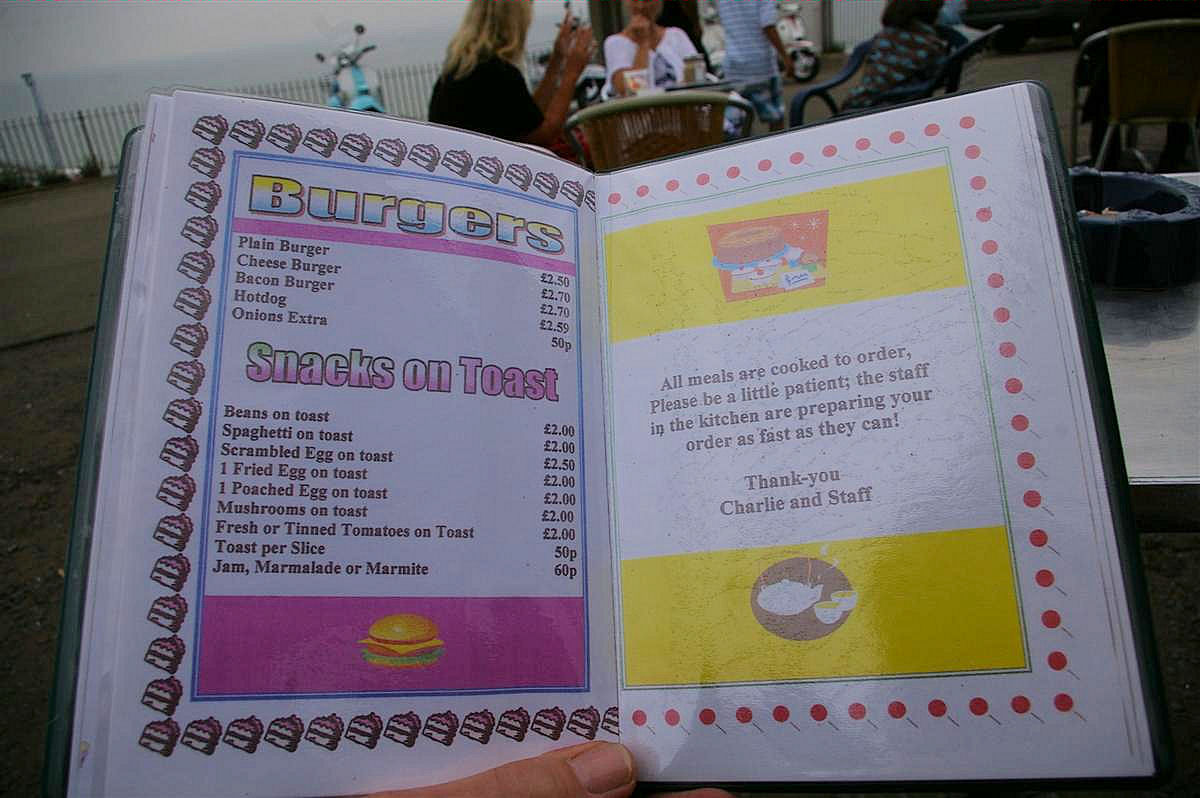 Burgers
Plain Burger £2.50
Cheese Burger £2.70
Bacon Burger £2.70
Hotdog £2.59
Onions Extra 50p
Snacks on Toast
Beans on toast £2.00
Spaghetti on toast £2.00
Scrambled Egg on toast £2.50
1 Fried Egg on toast £2.00
1 Poached Egg on toast £2.00
Mushrooms on toast £2.00
Fresh or Tinned Tomatoes on Toast £2.00
Toast per Slice 50p
Jam, Marmalade or Marmite 60p
All meals are cooked to order,
Please be a little patient; the staff
in the kitchen are preparing your
order as fast as they can!
Thank-you
Charlie and Staff